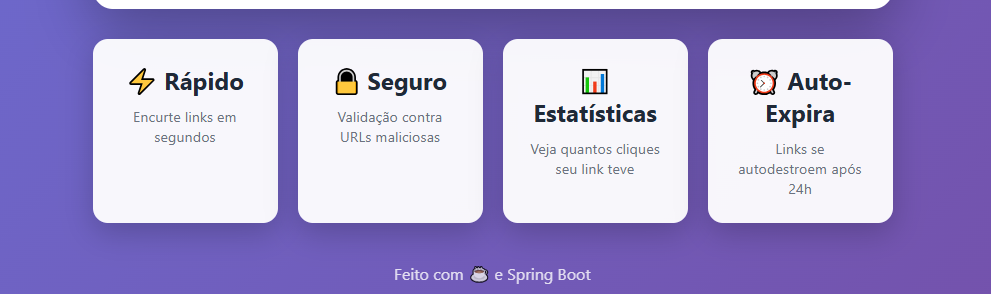 ⚡ Rápido
Encurte links em
segundos
🔒 Seguro
Validação contra
URLs maliciosas
📊
Estatísticas
Veja quantos cliques
seu link teve
⏰ Auto-
Expira
Links se
autodestroem após
24h
Feito com ☕ e Spring Boot